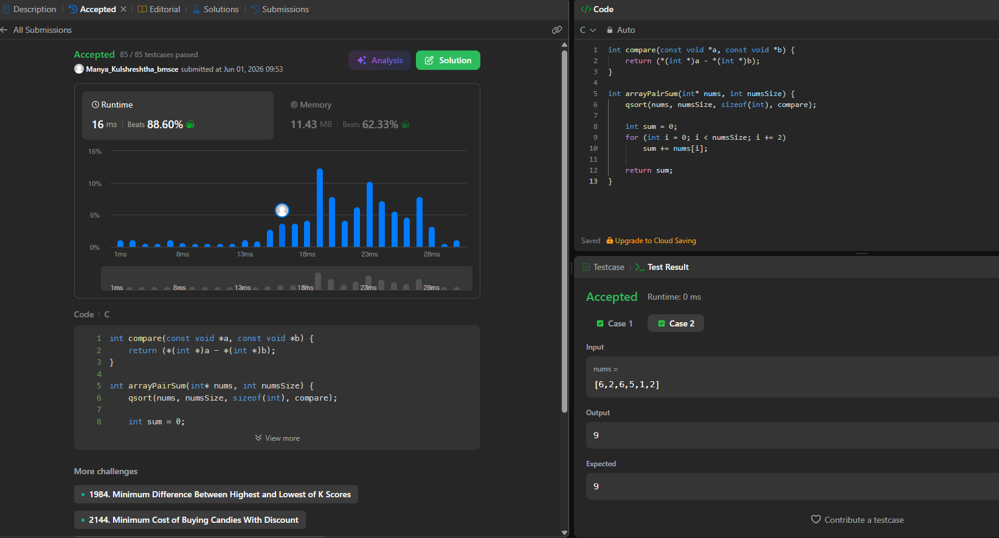 Description
Accepted
Editorial
Solutions
Submissions
All Submissions
Accepted 85 / 85 testcases passed
Manya_Kulshreshtha_bmsce submitted at Jun 01, 2026 09:53
Analysis
Solution
Runtime
16 ms Beats 88.60%
Memory
11.43 MB Beats 62.33%
15%
10%
5%
0%
1ms 8ms 13ms 18ms 23ms 28ms
1ms 8ms 13ms 18ms 23ms 28ms
Code C
1 int compare(const void *a, const void *b) {
2     return (*(int *)a - *(int *)b);
3 }
4
5 int arrayPairSum(int* nums, int numsSize) {
6     qsort(nums, numsSize, sizeof(int), compare);
7
8     int sum = 0;
View more
More challenges
1984. Minimum Difference Between Highest and Lowest of K Scores
2144. Minimum Cost of Buying Candies With Discount
</> Code
C Auto
1 int compare(const void *a, const void *b) {
2     return (*(int *)a - *(int *)b);
3 }
4
5 int arrayPairSum(int* nums, int numsSize) {
6     qsort(nums, numsSize, sizeof(int), compare);
7
8     int sum = 0;
9     for (int i = 0; i < numsSize; i += 2)
10         sum += nums[i];
11
12     return sum;
13 }
Saved Upgrade to Cloud Saving
Testcase
>_ Test Result
Accepted Runtime: 0 ms
Case 1
Case 2
Input
nums =
[6,2,6,5,1,2]
Output
9
Expected
9
Contribute a testcase